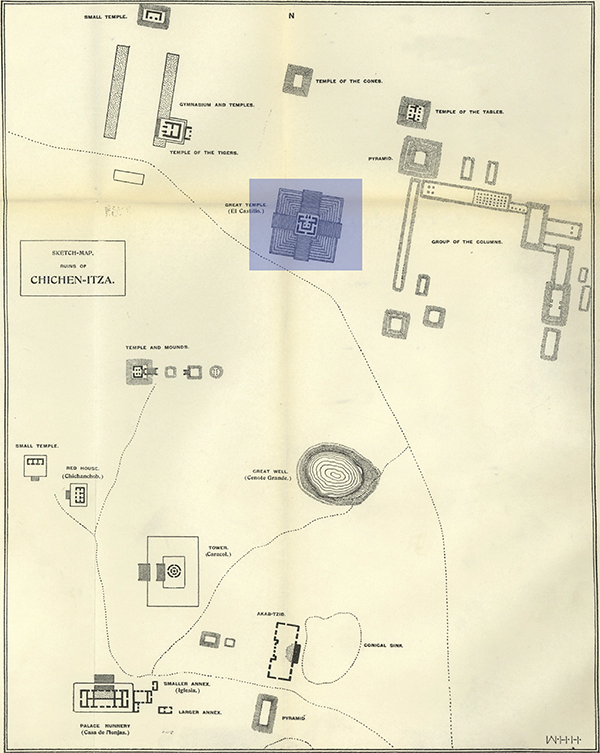 N
SMALL TEMPLE.
TEMPLE OF THE CONES.
GYMNASIUM AND TEMPLES.
TEMPLE OF THE TABLES.
TEMPLE OF THE TIGERS.
PYRAMID.
GREAT TEMPLE.
(El Castillo.)
GROUP OF THE COLUMNS.
SKETCH-MAP,
RUINS OF
CHICHEN-ITZA.
TEMPLE AND MOUNDS.
SMALL TEMPLE.
RED HOUSE.
(Chichanchob.)
GREAT WELL.
(Cenote Grande.)
TOWER.
(Caracol.)
AKAB-TZIB.
CONICAL SINK.
SMALLER ANNEX.
(Iglesia.)
LARGER ANNEX.
PYRAMID
PALACE NUNNERY
(Casa de Monjas.)